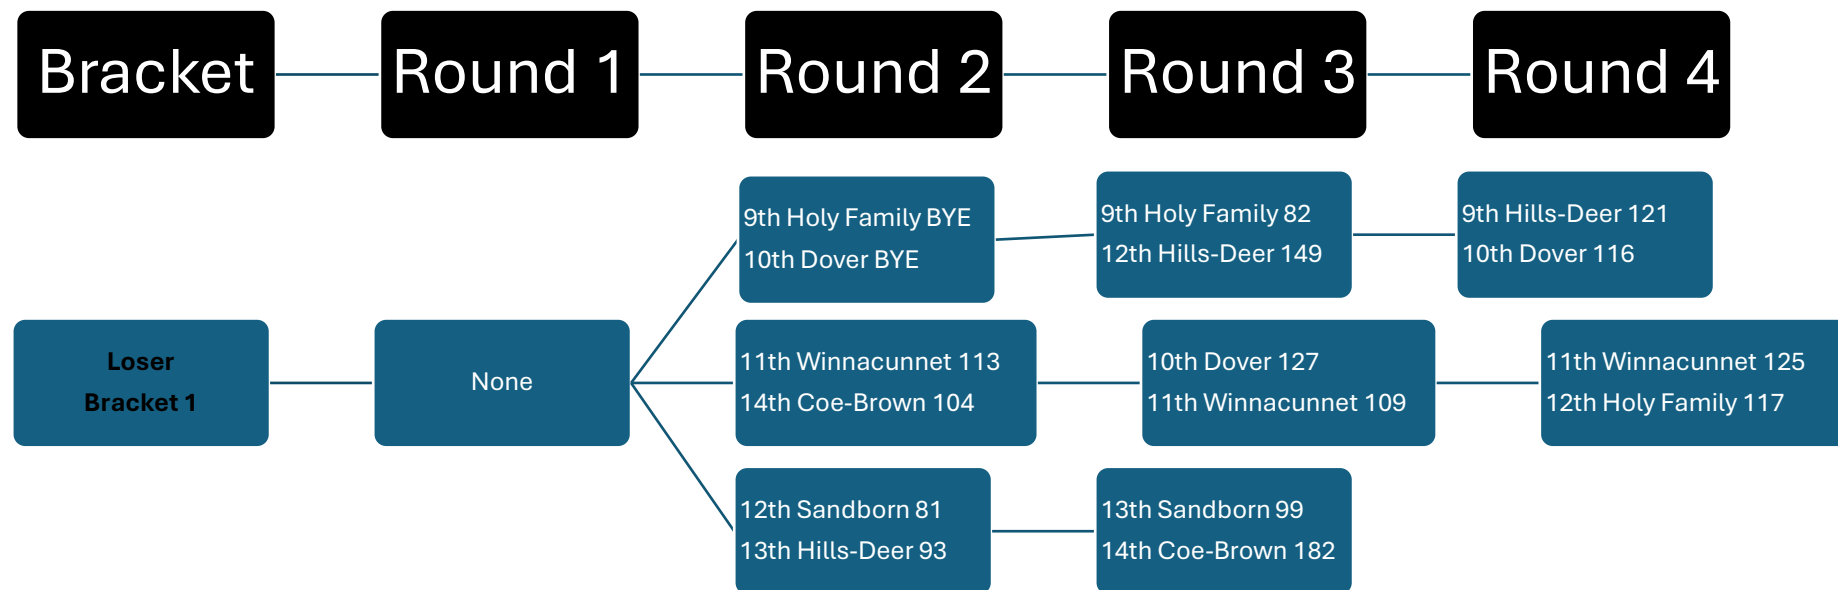 Bracket
Round 1
Round 2
Round 3
Round 4
Loser
Bracket 1
None
9th Holy Family BYE
10th Dover BYE
9th Holy Family 82
12th Hills-Deer 149
9th Hills-Deer 121
10th Dover 116
11th Winnacunnet 113
14th Coe-Brown 104
10th Dover 127
11th Winnacunnet 109
11th Winnacunnet 125
12th Holy Family 117
12th Sandborn 81
13th Hills-Deer 93
13th Sandborn 99
14th Coe-Brown 182